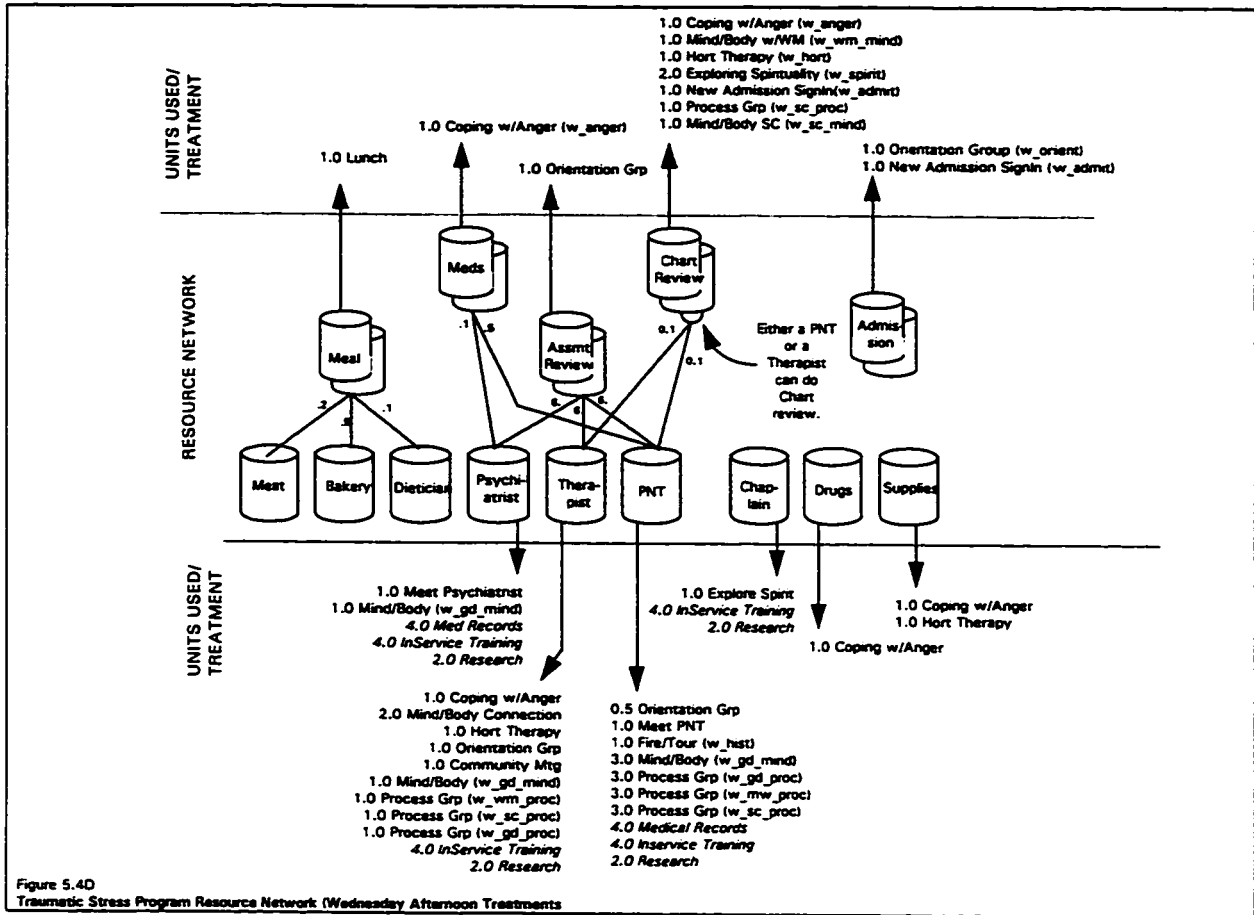 UNITS USED/
TREATMENT
1.0 Lunch
1.0 Coping w/Anger (w_anger)
1.0 Orientation Grp
1.0 Coping w/Anger (w_anger)
1.0 Mind/Body w/WM (w_wm_mind)
1.0 Hort Therapy (w_hort)
2.0 Exploring Spirituality (w_spirit)
1.0 New Admission SignIn(w_admit)
1.0 Process Grp (w_sc_proc)
1.0 Mind/Body SC (w_sc_mind)
1.0 Orientation Group (w_orient)
1.0 New Admission SignIn (w_admit)
RESOURCE NETWORK
Meds
Chart
Review
Meal
Assmt
Review
Admis-
sion
.1
.5
0.1
0.1
Either a PNT
or a
Therapist
can do
Chart
review.
.2
.1
6.
6
6.
Meat
Bakery
Dietician
Psychi-
atrist
Thera-
pist
PNT
Chap-
lain
Drugs
Supplies
UNITS USED/
TREATMENT
1.0 Meet Psychiatrist
1.0 Mind/Body (w_gd_mind)
4.0 Med Records
4.0 InService Training
2.0 Research
1.0 Coping w/Anger
2.0 Mind/Body Connection
1.0 Hort Therapy
1.0 Orientation Grp
1.0 Community Mtg
1.0 Mind/Body (w_gd_mind)
1.0 Process Grp (w_wm_proc)
1.0 Process Grp (w_sc_proc)
1.0 Process Grp (w_gd_proc)
4.0 InService Training
2.0 Research
0.5 Orientation Grp
1.0 Meet PNT
1.0 Fire/Tour (w_hist)
3.0 Mind/Body (w_gd_mind)
3.0 Process Grp (w_gd_proc)
3.0 Process Grp (w_mw_proc)
3.0 Process Grp (w_sc_proc)
4.0 Medical Records
4.0 Inservice Training
2.0 Research
1.0 Explore Spirit
4.0 InService Training
2.0 Research
1.0 Coping w/Anger
1.0 Coping w/Anger
1.0 Hort Therapy
Figure 5.4D
Traumatic Stress Program Resource Network (Wednesday Afternoon Treatments